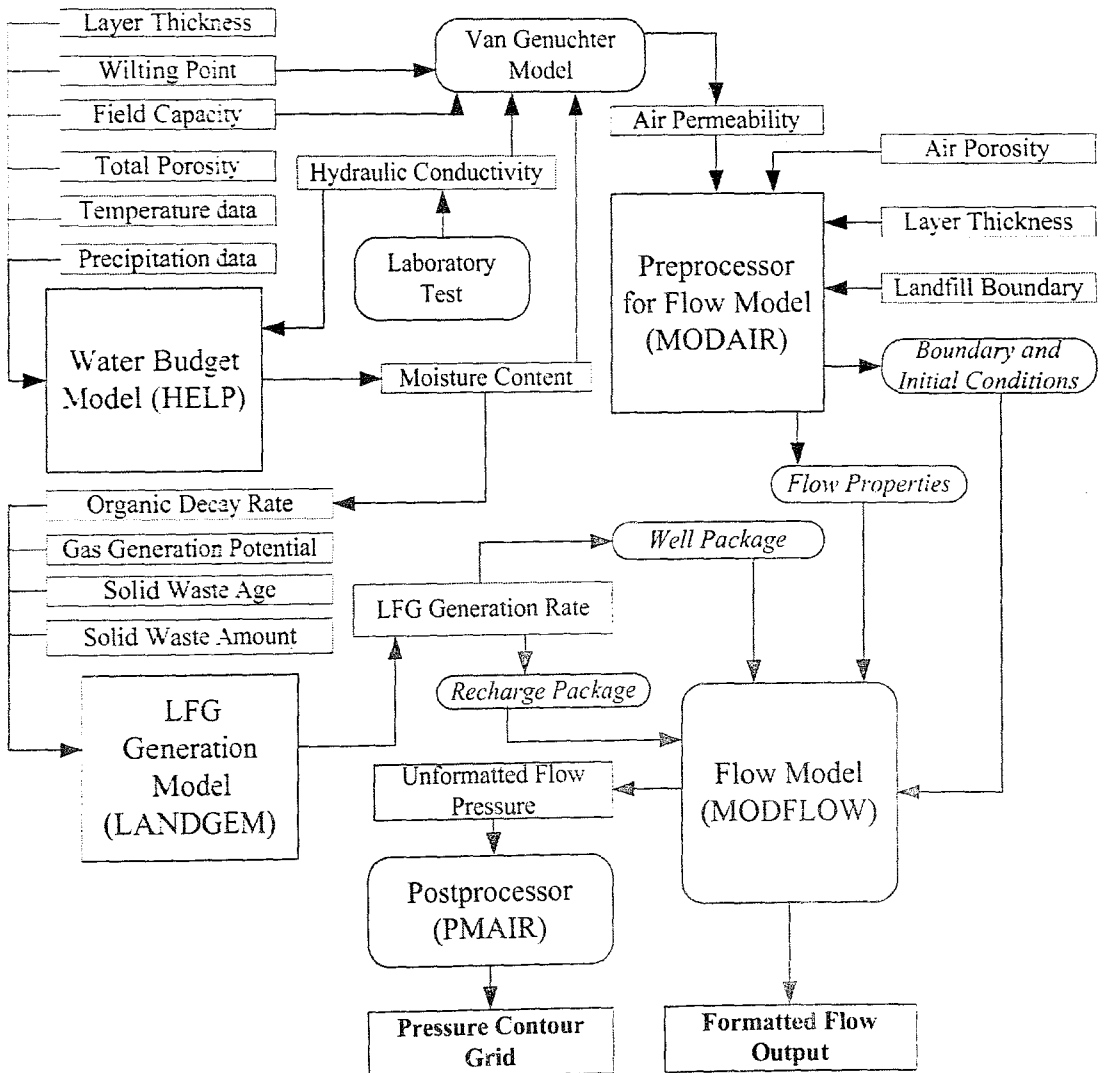 Layer Thickness
Wilting Point
Field Capacity
Total Porosity
Temperature data
Precipitation data
Van Genuchter
Model
Hydraulic Conductivity
Laboratory
Test
Air Permeability
Air Porosity
Layer Thickness
Landfill Boundary
Preprocessor
for Flow Model
(MODAIR)
Boundary and
Initial Conditions
Water Budget
Model (HELP)
Moisture Content
Flow Properties
Organic Decay Rate
Gas Generation Potential
Solid Waste Age
Solid Waste Amount
Well Package
LFG Generation Rate
Recharge Package
LFG
Generation
Model
(LANDGEM)
Unformatted Flow
Pressure
Flow Model
(MODFLOW)
Postprocessor
(PMAIR)
Pressure Contour
Grid
Formatted Flow
Output